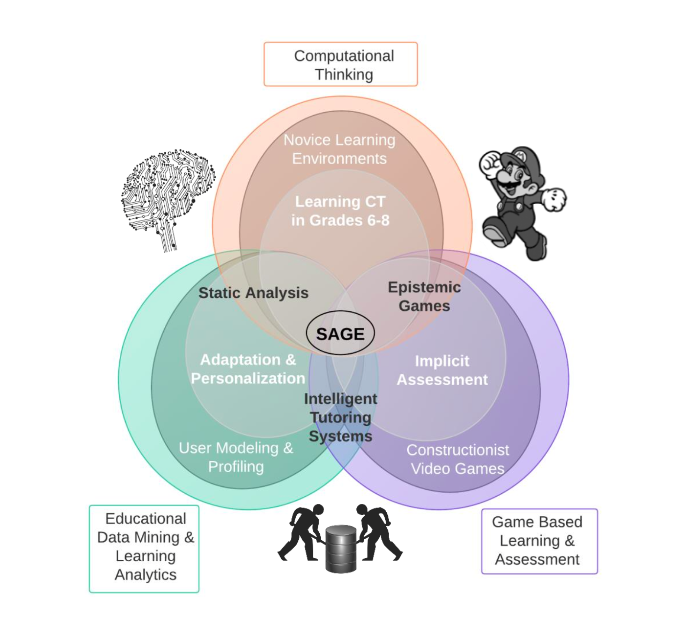 Computational
Thinking
Novice Learning
Environments
Learning CT
in Grades 6-8
Static Analysis
Epistemic
Games
SAGE
Adaptation &
Personalization
Implicit
Assessment
Intelligent
Tutoring
Systems
User Modeling &
Profiling
Constructionist
Video Games
Educational
Data Mining &
Learning
Analytics
Game Based
Learning &
Assessment